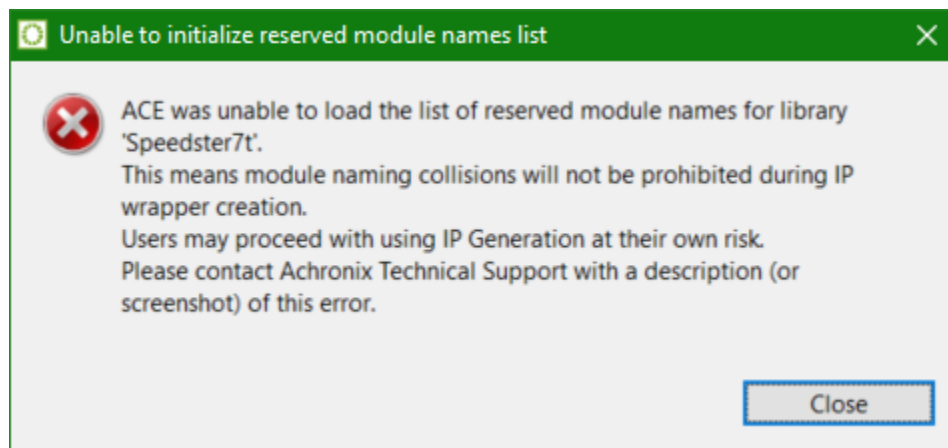 Unable to initialize reserved module names list
ACE was unable to load the list of reserved module names for library
'Speedster7t'.
This means module naming collisions will not be prohibited during IP
wrapper creation.
Users may proceed with using IP Generation at their own risk.
Please contact Achronix Technical Support with a description (or
screenshot) of this error.
Close